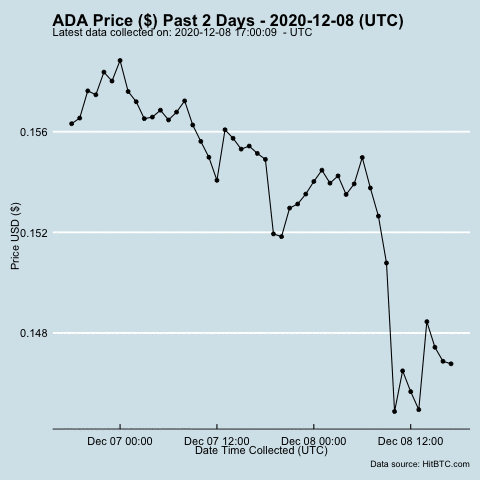 ADA Price ($) Past 2 Days - 2020-12-08 (UTC)
Latest data collected on: 2020-12-08 17:00:09  - UTC
0.156
0.152
0.148
Price USD ($)
Dec 07 00:00 Dec 07 12:00 Dec 08 00:00 Dec 08 12:00
Date Time Collected (UTC)
Data source: HitBTC.com